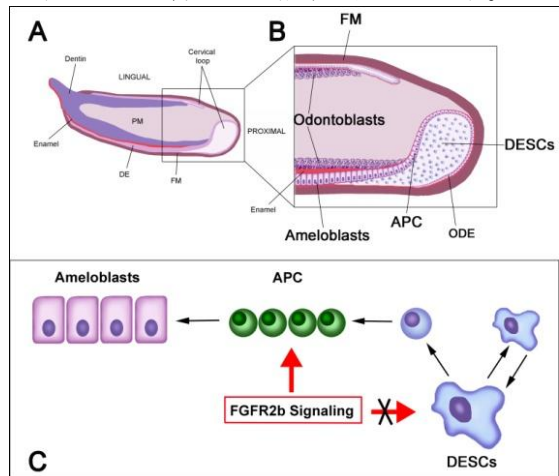 A
Dentin
LINGUAL
Cervical
loop
PM
PROXIMAL
Enamel
DE
FM
B
FM
Odontoblasts
DESCs
Enamel
APC
Ameloblasts
ODE
Ameloblasts
APC
FGFR2b Signaling
DESCs
C